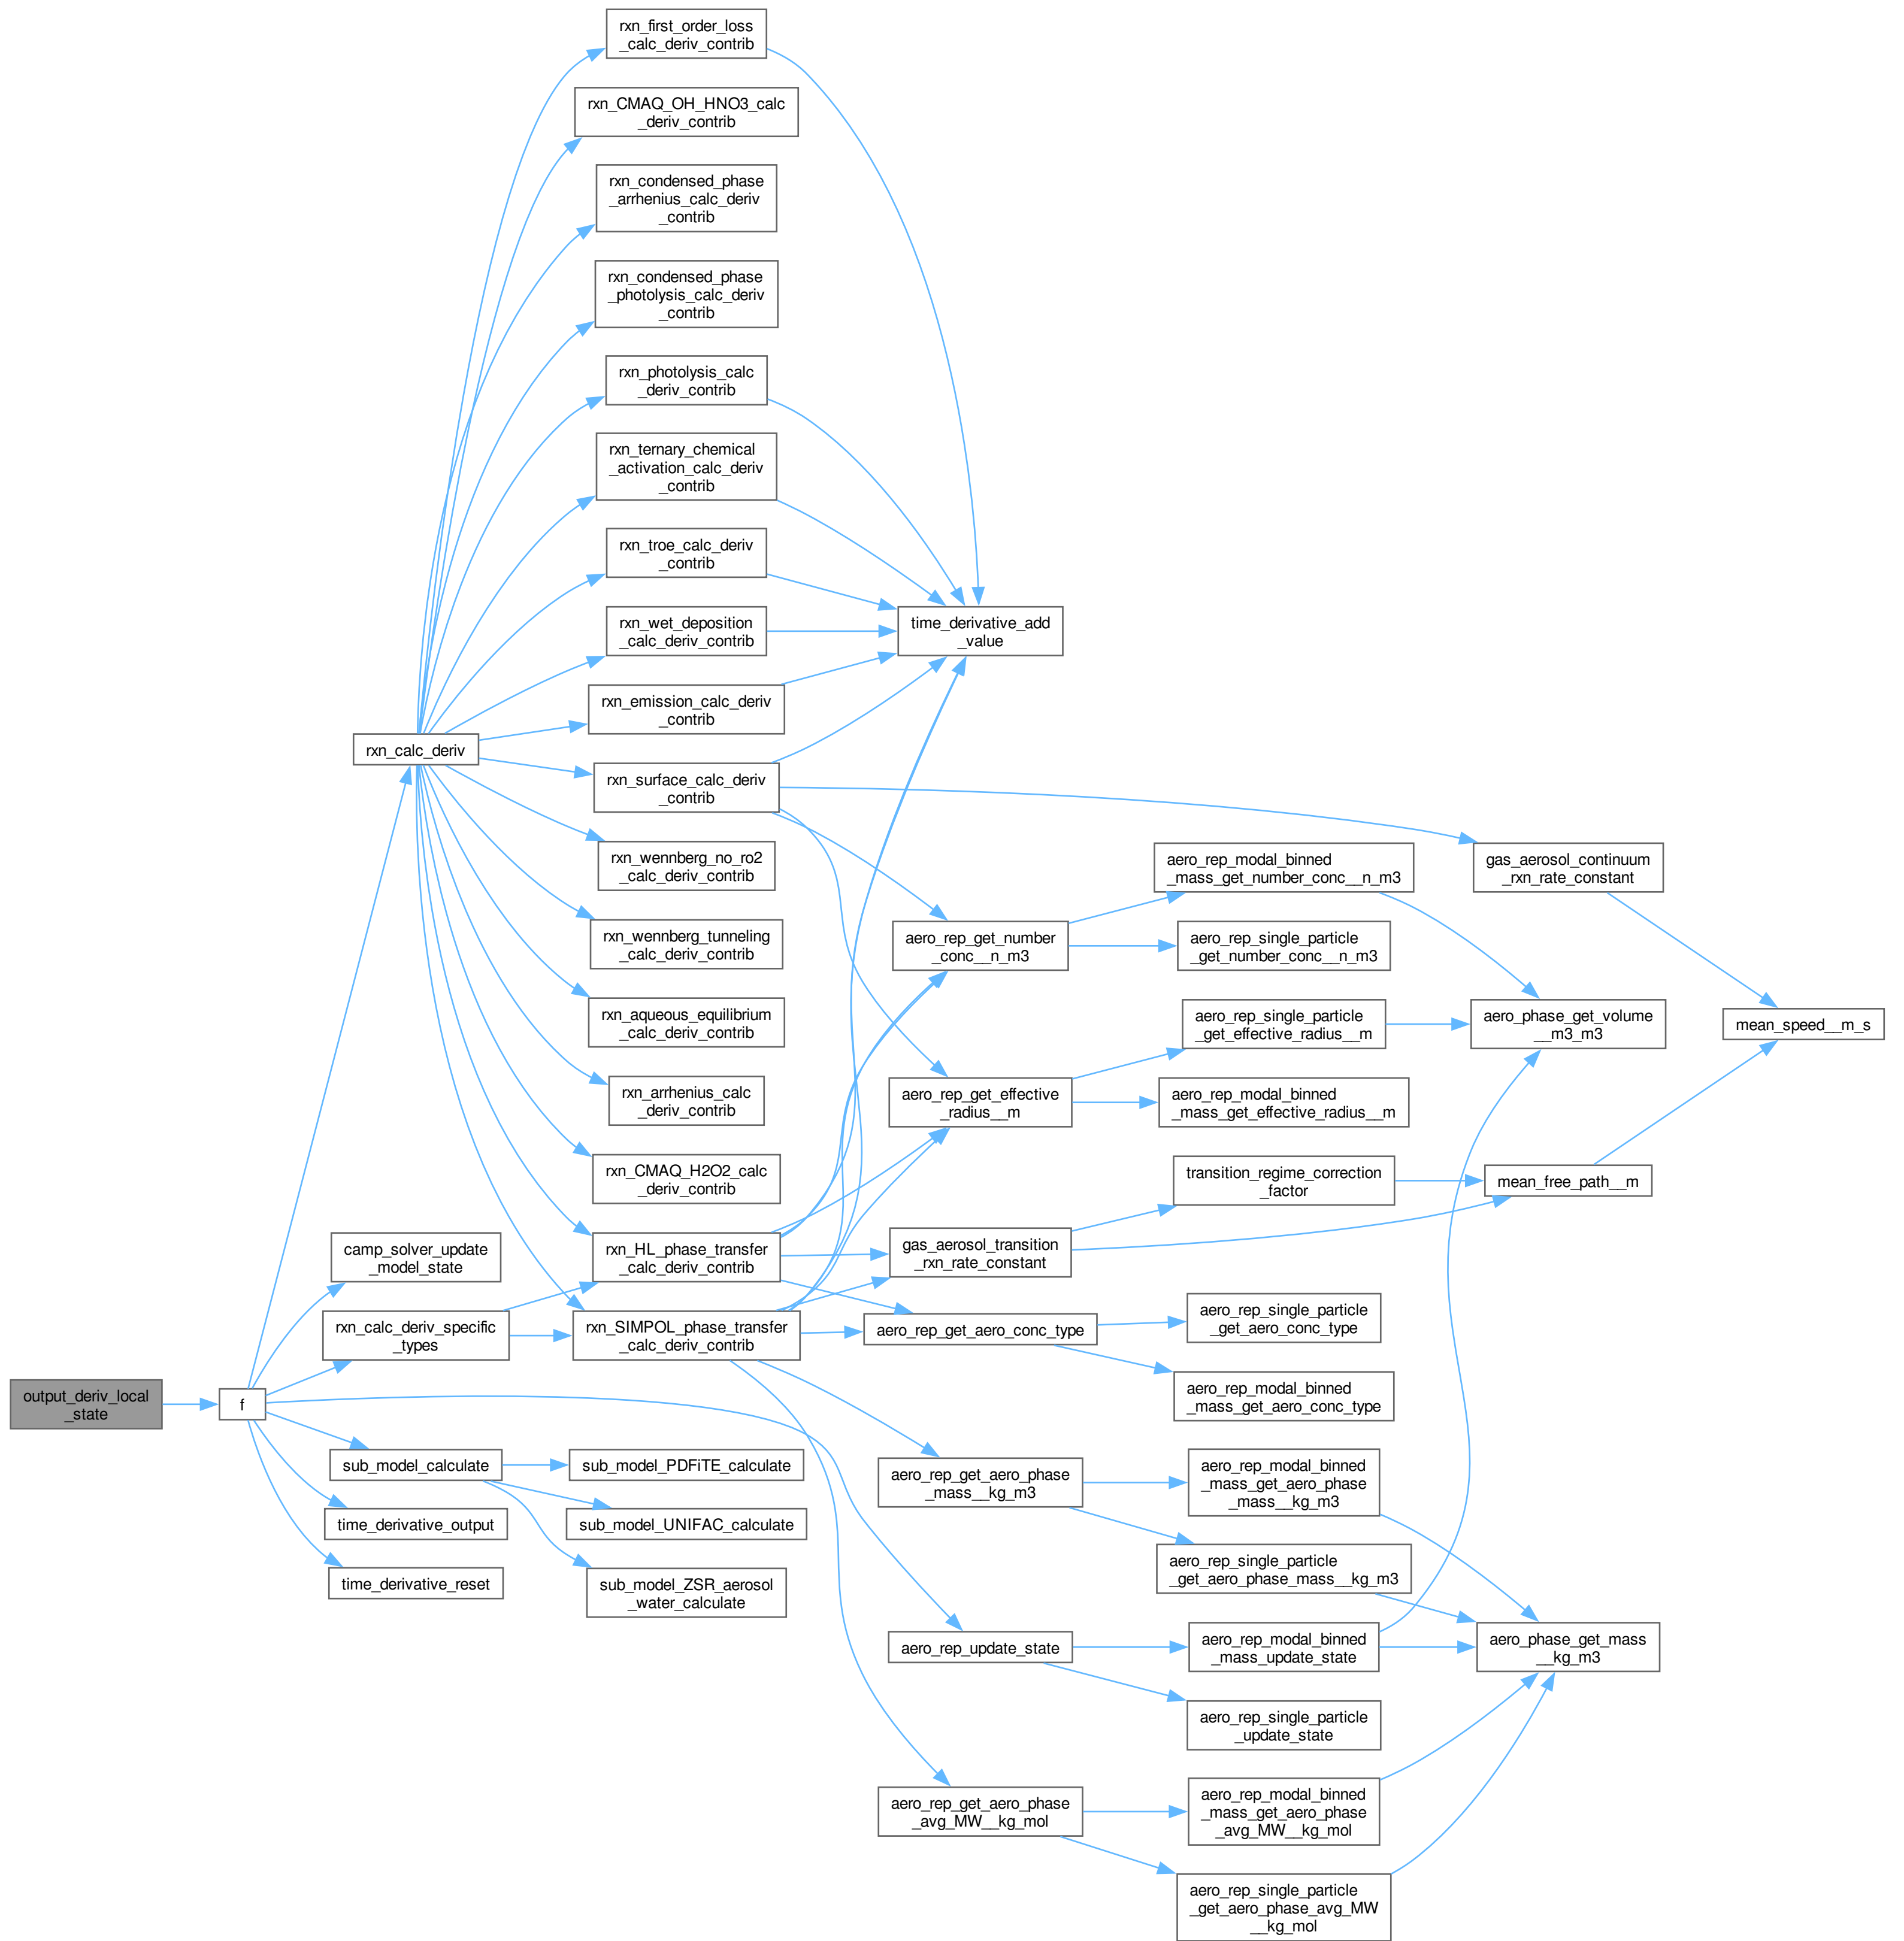 rxn_first_order_loss
_calc_deriv_contrib
rxn_CMAQ_OH_HNO3_calc
_deriv_contrib
rxn_condensed_phase
_arrhenius_calc_deriv
_contrib
rxn_condensed_phase
_photolysis_calc_deriv
_contrib
rxn_photolysis_calc
_deriv_contrib
rxn_ternary_chemical
_activation_calc_deriv
_contrib
rxn_troe_calc_deriv
_contrib
rxn_wet_deposition
_calc_deriv_contrib
time_derivative_add
_value
rxn_emission_calc_deriv
_contrib
rxn_calc_deriv
rxn_surface_calc_deriv
_contrib
rxn_wennberg_no_ro2
_calc_deriv_contrib
aero_rep_modal_binned
_mass_get_number_conc__n_m3
gas_aerosol_continuum
_rxn_rate_constant
rxn_wennberg_tunneling
_calc_deriv_contrib
aero_rep_get_number
_conc__n_m3
aero_rep_single_particle
_get_number_conc__n_m3
rxn_aqueous_equilibrium
_calc_deriv_contrib
aero_rep_single_particle
_get_effective_radius__m
aero_phase_get_volume
__m3_m3
mean_speed__m_s
rxn_arrhenius_calc
_deriv_contrib
aero_rep_get_effective
_radius__m
aero_rep_modal_binned
_mass_get_effective_radius__m
rxn_CMAQ_H2O2_calc
_deriv_contrib
transition_regime_correction
_factor
mean_free_path__m
camp_solver_update
_model_state
rxn_HL_phase_transfer
_calc_deriv_contrib
gas_aerosol_transition
_rxn_rate_constant
rxn_calc_deriv_specific
_types
rxn_SIMPOL_phase_transfer
_calc_deriv_contrib
aero_rep_get_aero_conc_type
aero_rep_single_particle
_get_aero_conc_type
output_deriv_local
_state
f
aero_rep_modal_binned
_mass_get_aero_conc_type
sub_model_calculate
sub_model_PDFiTE_calculate
aero_rep_get_aero_phase
_mass__kg_m3
aero_rep_modal_binned
_mass_get_aero_phase
_mass__kg_m3
time_derivative_output
sub_model_UNIFAC_calculate
time_derivative_reset
sub_model_ZSR_aerosol
_water_calculate
aero_rep_single_particle
_get_aero_phase_mass__kg_m3
aero_rep_update_state
aero_rep_modal_binned
_mass_update_state
aero_phase_get_mass
__kg_m3
aero_rep_single_particle
_update_state
aero_rep_get_aero_phase
_avg_MW__kg_mol
aero_rep_modal_binned
_mass_get_aero_phase
_avg_MW__kg_mol
aero_rep_single_particle
_get_aero_phase_avg_MW
__kg_mol